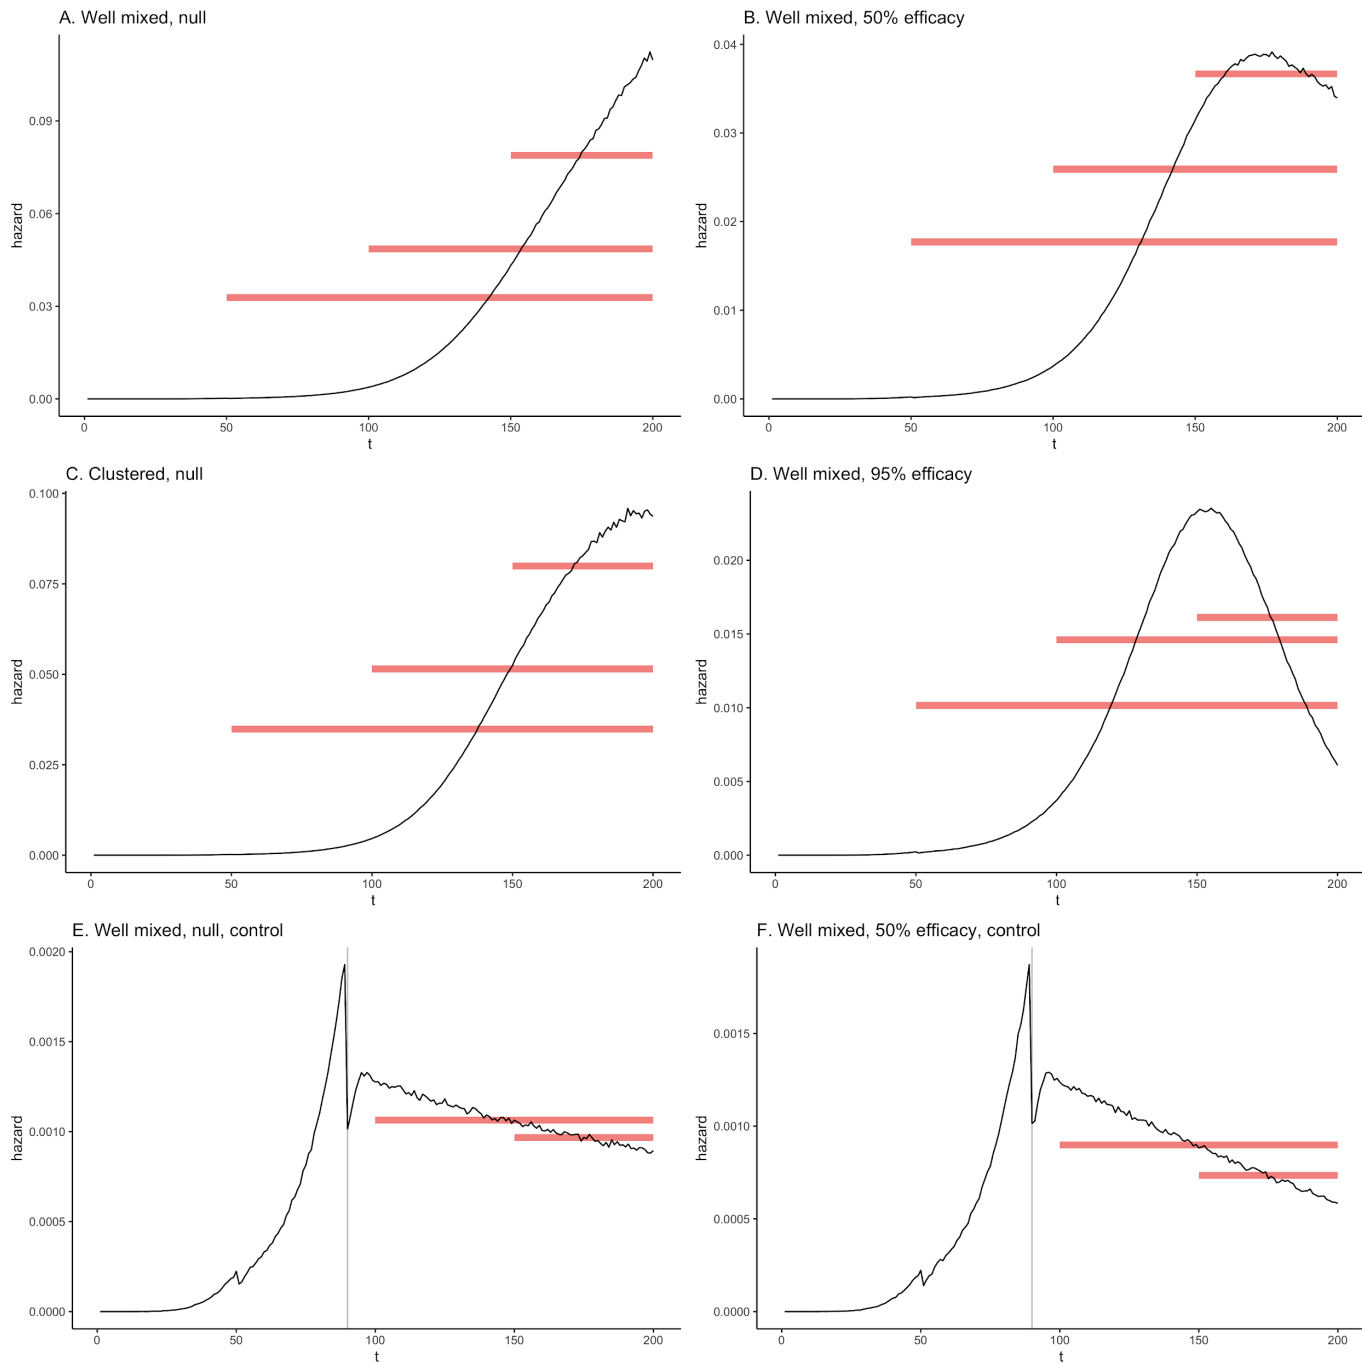 A. Well mixed, null
hazard
0.09
0.06
0.03
0.00
0 50 100 150 200
t
B. Well mixed, 50% efficacy
hazard
0.04
0.03
0.02
0.01
0.00
0 50 100 150 200
t
C. Clustered, null
hazard
0.100
0.075
0.050
0.025
0.000
0 50 100 150 200
t
D. Well mixed, 95% efficacy
hazard
0.020
0.015
0.010
0.005
0.000
0 50 100 150 200
t
E. Well mixed, null, control
hazard
0.0020
0.0015
0.0010
0.0005
0.0000
0 50 100 150 200
t
F. Well mixed, 50% efficacy, control
hazard
0.0015
0.0010
0.0005
0.0000
0 50 100 150 200
t